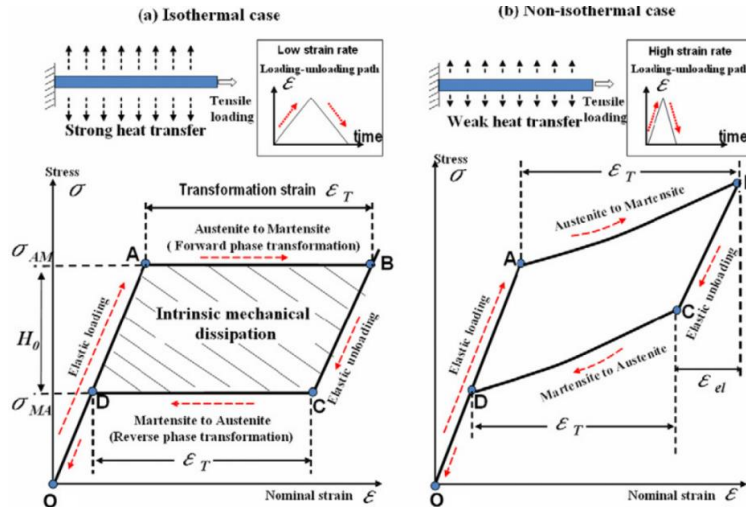 (a) Isothermal case
Low strain rate
Loading-unloading path
ε
time
Tensile
loading
Strong heat transfer
Stress
σ
Transformation strain ε_T
Austenite to Martensite
( Forward phase transformation)
σ_AM
A
B
Elastic loading
Intrinsic mechanical
dissipation
H_0
Elastic unloading
σ_MA
D
C
Martensite to Austenite
(Reverse phase transformation)
ε_T
O
Nominal strain ε
(b) Non-isothermal case
High strain rate
Loading-unloading path
ε
time
Tensile
loading
Weak heat transfer
Stress
σ
ε_T
Austenite to Martensite
A
Elastic loading
C
Elastic unloading
Martensite to Austenite
D
ε_el
ε_T
O
Nominal strain ε